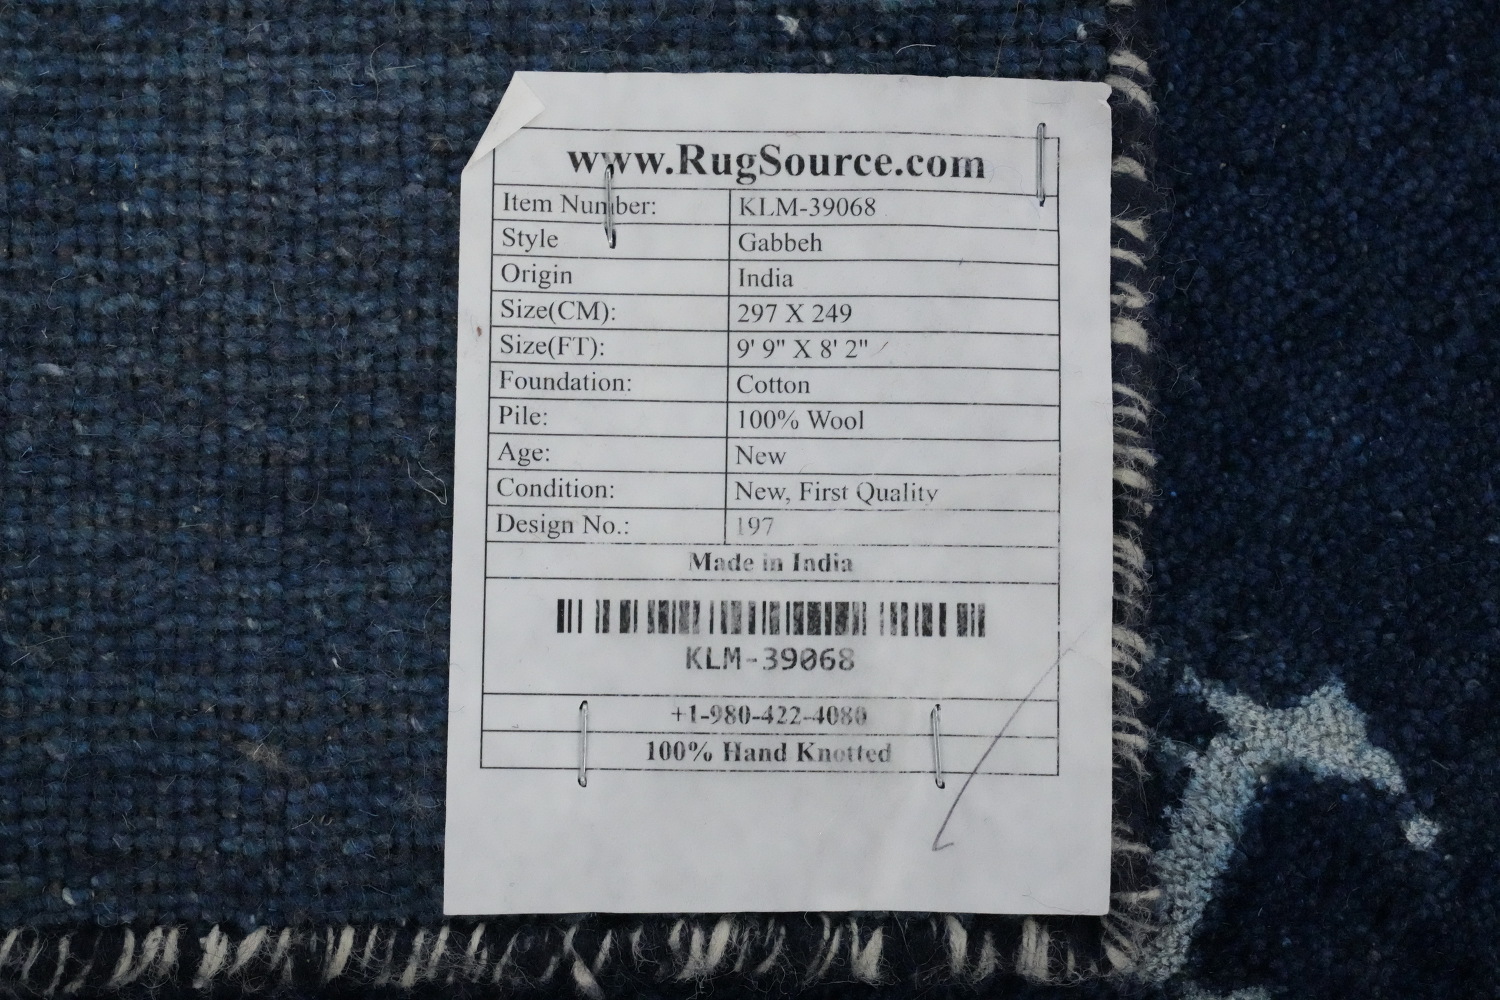 www.RugSource.com
Item Number: KLM-39068
Style Gabbeh
Origin India
Size(CM): 297 X 249
Size(FT): 9' 9" X 8' 2"
Foundation: Cotton
Pile: 100% Wool
Age: New
Condition: New, First Quality
Design No.: 197
Made in India
KLM-39068
+1-980-422-4080
100% Hand Knotted